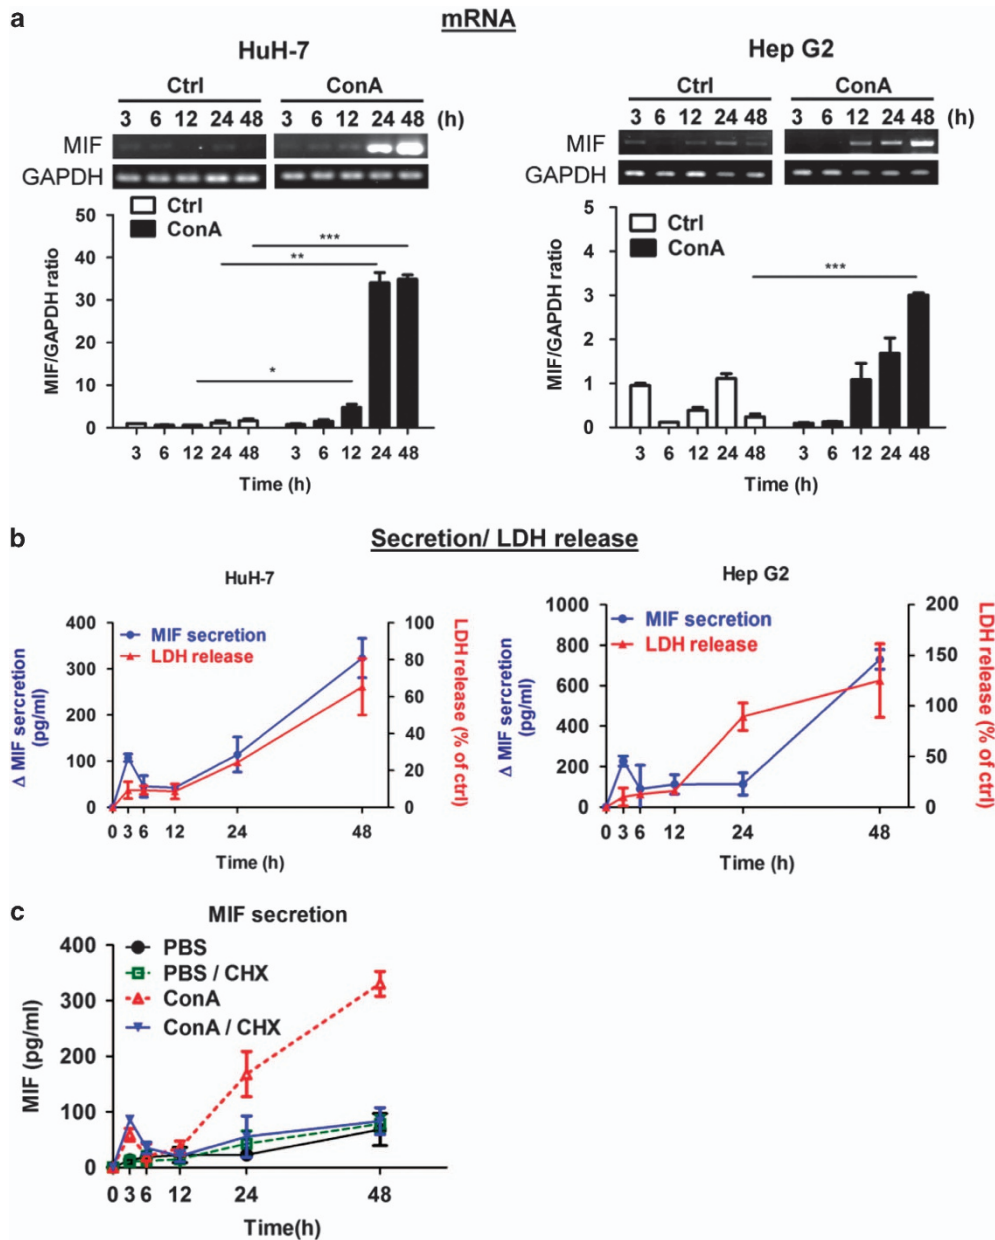 a
mRNA
HuH-7
Ctrl ConA
3 6 12 24 48 3 6 12 24 48 (h)
MIF
GAPDH
Ctrl
ConA
MIF/GAPDH ratio
50
40
30
20
10
0
***
**
*
3 6 12 24 48 3 6 12 24 48
Time (h)
Hep G2
Ctrl ConA
3 6 12 24 48 3 6 12 24 48 (h)
MIF
GAPDH
Ctrl
ConA
MIF/GAPDH ratio
5
4
3
2
1
0
***
3 6 12 24 48 3 6 12 24 48
Time (h)
b
Secretion/ LDH release
HuH-7
MIF secretion
LDH release
Δ MIF sercretion
(pg/ml)
400
300
200
100
0
100
80
60
40
20
0
LDH release
(% of ctrl)
0 3 6 12 24 48
Time (h)
Hep G2
MIF secretion
LDH release
Δ MIF sercretion
(pg/ml)
1000
800
600
400
200
0
200
150
100
50
0
LDH release
(% of ctrl)
0 3 6 12 24 48
Time (h)
c
MIF secretion
PBS
PBS / CHX
ConA
ConA / CHX
MIF (pg/ml)
400
300
200
100
0
0 3 6 12 24 48
Time(h)